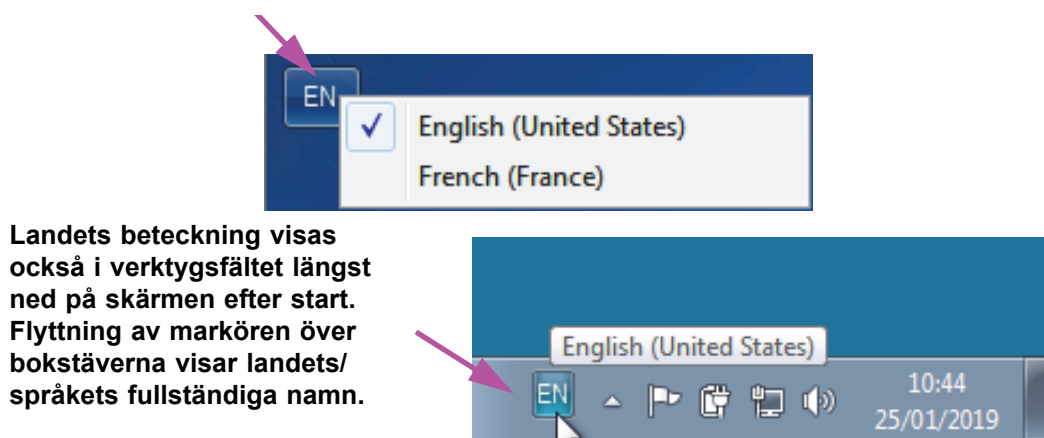 EN
English (United States)
French (France)
Landets beteckning visas
också i verktygsfältet längst
ned på skärmen efter start.
Flyttning av markören över
bokstäverna visar landets/
språkets fullständiga namn.
English (United States)
EN
10:44
25/01/2019